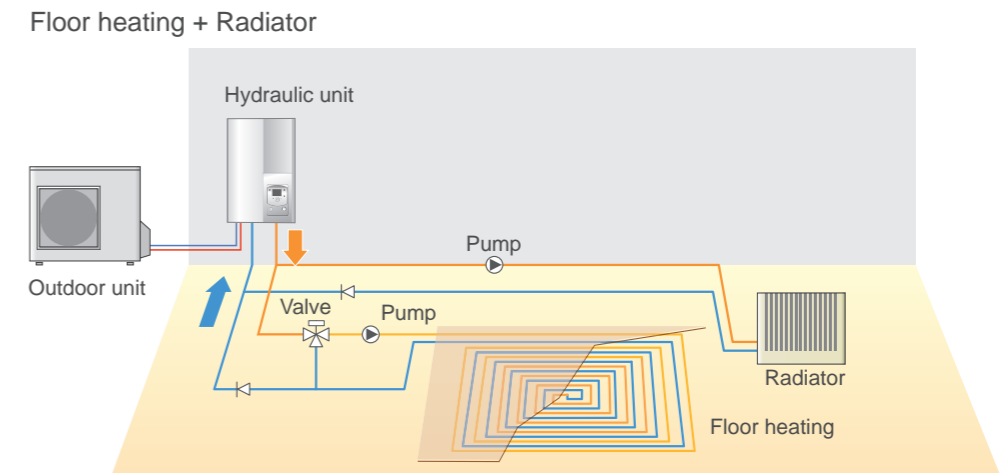 Floor heating + Radiator
Hydraulic unit
Outdoor unit
Pump
Valve
Pump
Radiator
Floor heating